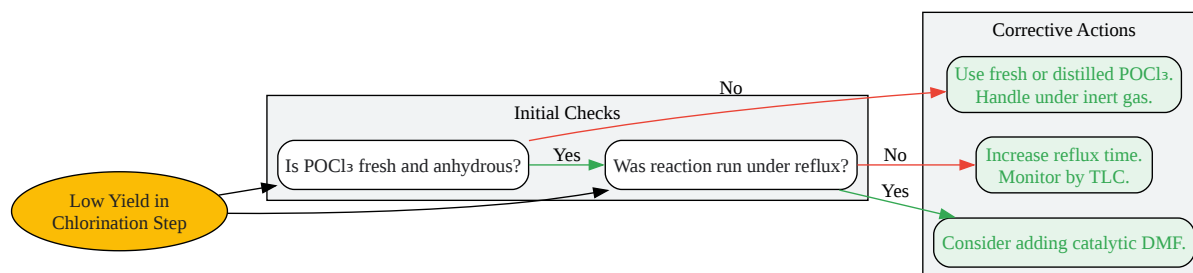 Corrective Actions
Use fresh or distilled POCl₃.
Handle under inert gas.
No
Initial Checks
Is POCl₃ fresh and anhydrous?
Yes
Was reaction run under reflux?
No
Increase reflux time.
Monitor by TLC.
Yes
Low Yield in
Chlorination Step
Consider adding catalytic DMF.